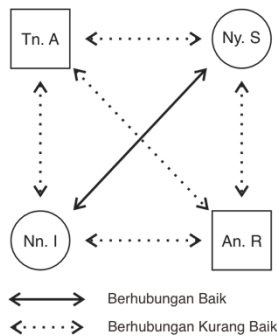 Tn. A
Ny. S
Nn. I
An. R
Berhubungan Baik
Berhubungan Kurang Baik